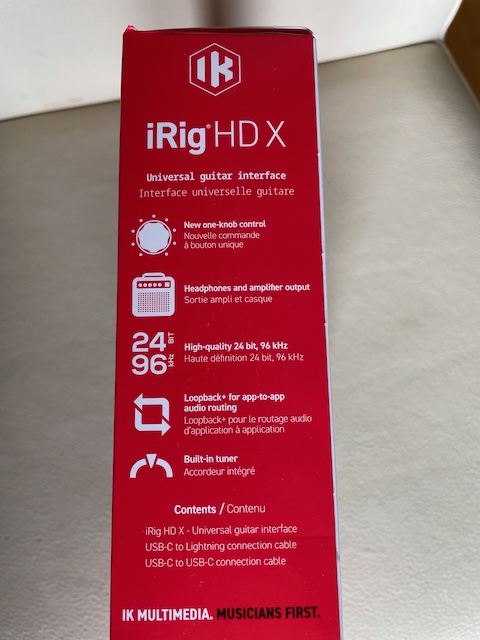 IK
iRig® HD X
Universal guitar interface
Interface universelle guitare
New one-knob control
Nouvelle commande
à bouton unique
Headphones and amplifier output
Sortie ampli et casque
24 BIT
96 kHz
High-quality 24 bit, 96 kHz
Haute définition 24 bit, 96 kHz
Loopback+ for app-to-app
audio routing
Loopback+ pour le routage audio
d'application à application
Built-in tuner
Accordeur intégré
Contents / Contenu
iRig HD X - Universal guitar interface
USB-C to Lightning connection cable
USB-C to USB-C connection cable
IK MULTIMEDIA. MUSICIANS FIRST.